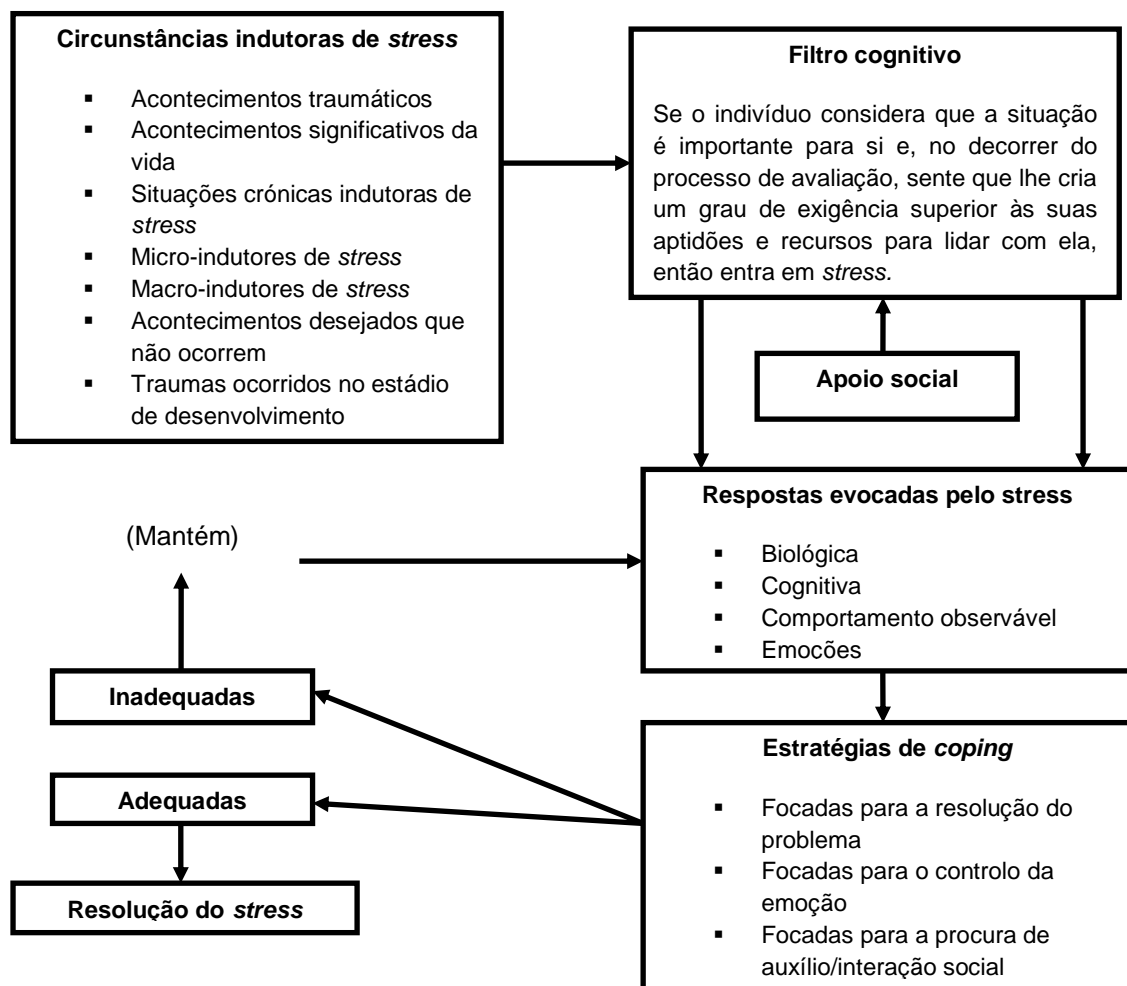 Circunstâncias indutoras de stress
▪ Acontecimentos traumáticos
▪ Acontecimentos significativos da
vida
▪ Situações crónicas indutoras de
stress
▪ Micro-indutores de stress
▪ Macro-indutores de stress
▪ Acontecimentos desejados que
não ocorrem
▪ Traumas ocorridos no estádio
de desenvolvimento
Filtro cognitivo
Se o indivíduo considera que a situação
é importante para si e, no decorrer do
processo de avaliação, sente que lhe cria
um grau de exigência superior às suas
aptidões e recursos para lidar com ela,
então entra em stress.
Apoio social
Respostas evocadas pelo stress
▪ Biológica
▪ Cognitiva
▪ Comportamento observável
▪ Emocões
(Mantém)
Inadequadas
Adequadas
Resolução do stress
Estratégias de coping
▪ Focadas para a resolução do
problema
▪ Focadas para o controlo da
emoção
▪ Focadas para a procura de
auxílio/interação social